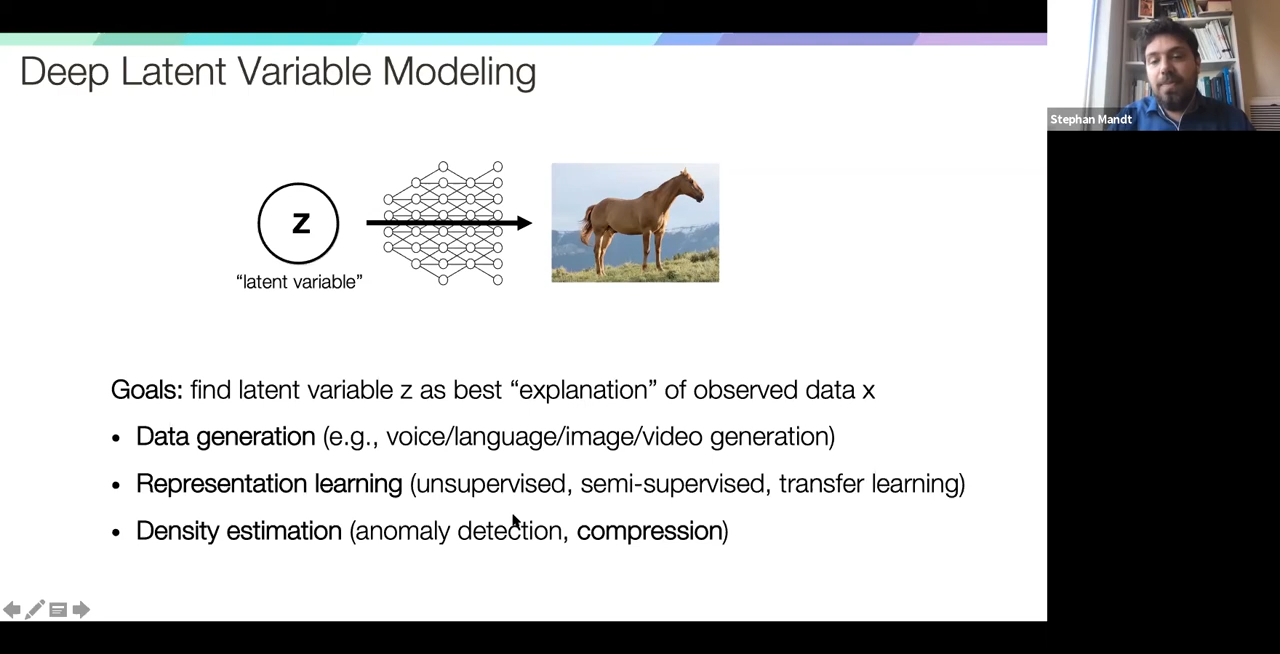 Deep Latent Variable Modeling
Stephan Mandt
z
“latent variable”
Goals: find latent variable z as best “explanation” of observed data x
• Data generation (e.g., voice/language/image/video generation)
• Representation learning (unsupervised, semi-supervised, transfer learning)
• Density estimation (anomaly detection, compression)